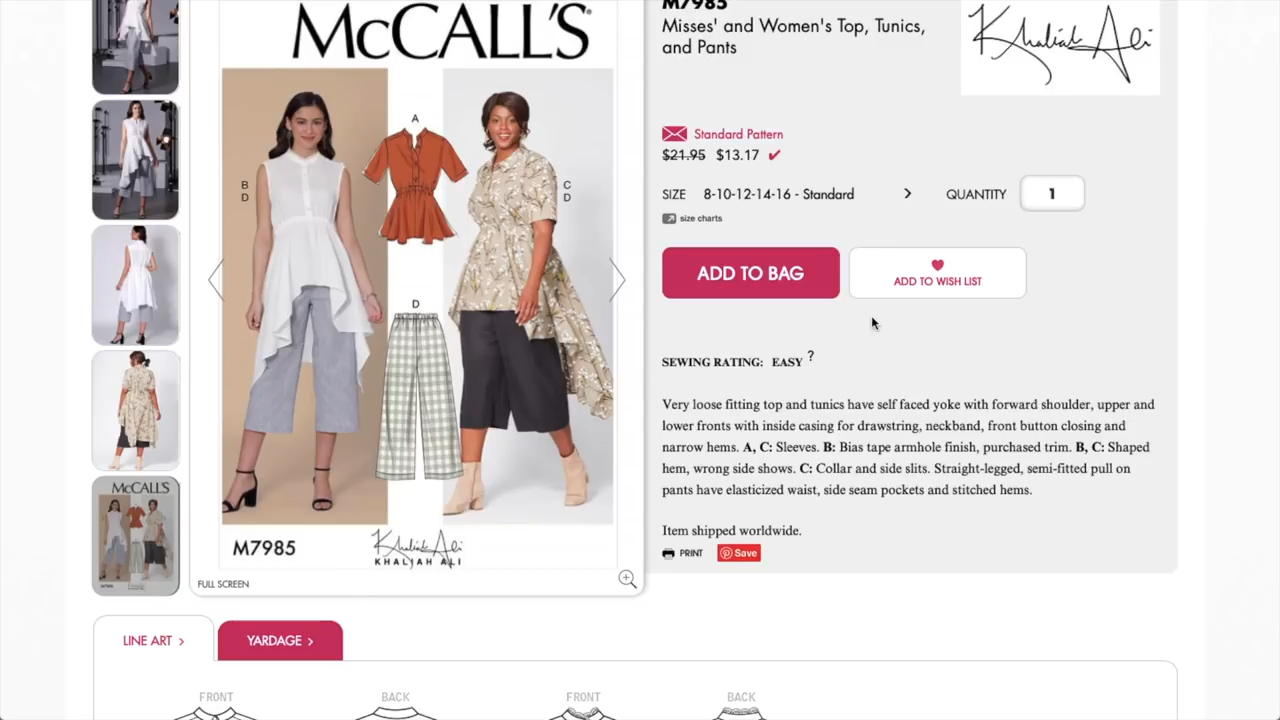 McCALL'S®
B
D
A
C
D
D
M7985
Khaliah Ali
KHALIAH ALI
McCALL'S
FULL SCREEN
M7985
Misses' and Women's Top, Tunics,
and Pants
Khaliah Ali
Standard Pattern
$21.95 $13.17
SIZE 8-10-12-14-16 - Standard > QUANTITY 1
size charts
ADD TO BAG
ADD TO WISH LIST
SEWING RATING: EASY ?
Very loose fitting top and tunics have self faced yoke with forward shoulder, upper and
lower fronts with inside casing for drawstring, neckband, front button closing and
narrow hems. A, C: Sleeves. B: Bias tape armhole finish, purchased trim. B, C: Shaped
hem, wrong side shows. C: Collar and side slits. Straight-legged, semi-fitted pull on
pants have elasticized waist, side seam pockets and stitched hems.
Item shipped worldwide.
PRINT Save
LINE ART >
YARDAGE >
FRONT BACK FRONT BACK